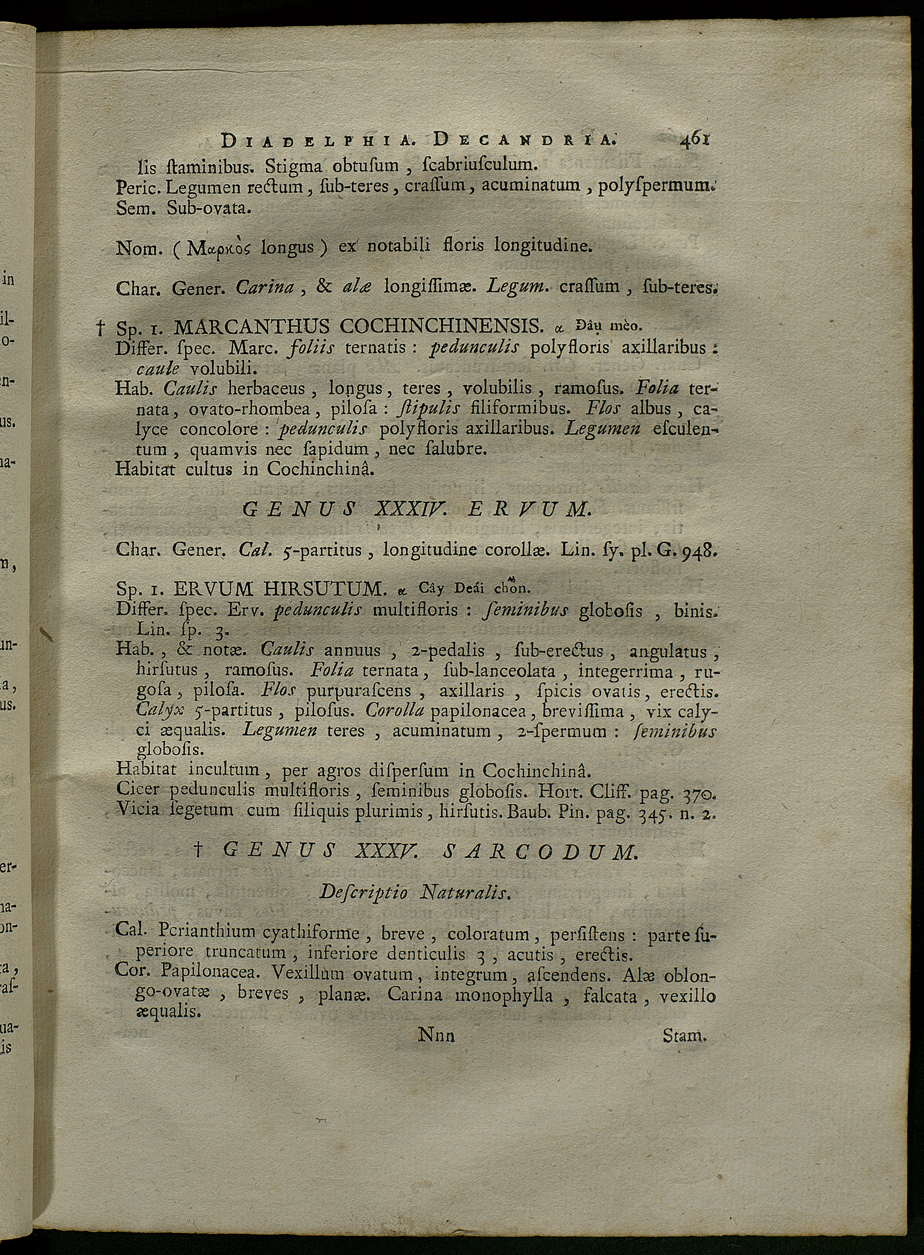 DIADELPHIA. DECANDRIA. 461
lis ſtaminibus. Stigma obtuſum , ſcabriuſculum.
Peric. Legumen rectum , ſub-teres , craſſum , acuminatum , polyſpermum.
Sem. Sub-ovata.
Nom. ( Μαρκὸς longus ) ex notabili floris longitudine.
Char. Gener. Carina , & alæ longiſſimæ. Legum. craſſum , ſub-teres.
† Sp. 1. MARCANTHUS COCHINCHINENSIS. α Đâụ mèo.
Differ. ſpec. Marc. foliis ternatis : pedunculis polyfloris axillaribus :
caule volubili.
Hab. Caulis herbaceus , longus , teres , volubilis , ramoſus. Folia ter-
nata , ovato-rhombea , piloſa : ſtipulis filiformibus. Flos albus , ca-
lyce concolore : pedunculis polyfloris axillaribus. Legumen eſculen-
tum , quamvis nec ſapidum , nec ſalubre.
Habitat cultus in Cochinchinâ.
GENUS XXXIV. ERVUM.
Char. Gener. Cal. 5-partitus , longitudine corollæ. Lin. ſy. pl. G. 948.
Sp. 1. ERVUM HIRSUTUM. α Cây Deái chồn.
Differ. ſpec. Erv. pedunculis multifloris : ſeminibus globoſis , binis.
Lin. ſp. 3.
Hab. , & notæ. Caulis annuus , 2-pedalis , ſub-erectus , angulatus ,
hirſutus , ramoſus. Folia ternata , ſub-lanceolata , integerrima , ru-
goſa , piloſa. Flos purpuraſcens , axillaris , ſpicis ovatis , erectis.
Calyx 5-partitus , piloſus. Corolla papilonacea , breviſſima , vix caly-
ci æqualis. Legumen teres , acuminatum , 2-ſpermum : ſeminibus
globoſis.
Habitat incultum , per agros diſperſum in Cochinchinâ.
Cicer pedunculis multifloris , ſeminibus globoſis. Hort. Cliff. pag. 370.
Vicia ſegetum cum ſiliquis plurimis , hirſutis. Baub. Pin. pag. 345. n. 2.
† GENUS XXXV. SARCODUM.
Deſcriptio Naturalis.
Cal. Perianthium cyathiforme , breve , coloratum , perſiſtens : parte ſu-
periore truncatum , inferiore denticulis 3 , acutis , erectis.
Cor. Papilonacea. Vexillum ovatum , integrum , aſcendens. Alæ oblon-
go-ovatæ , breves , planæ. Carina monophylla , falcata , vexillo
æqualis.
Nnn Stam.